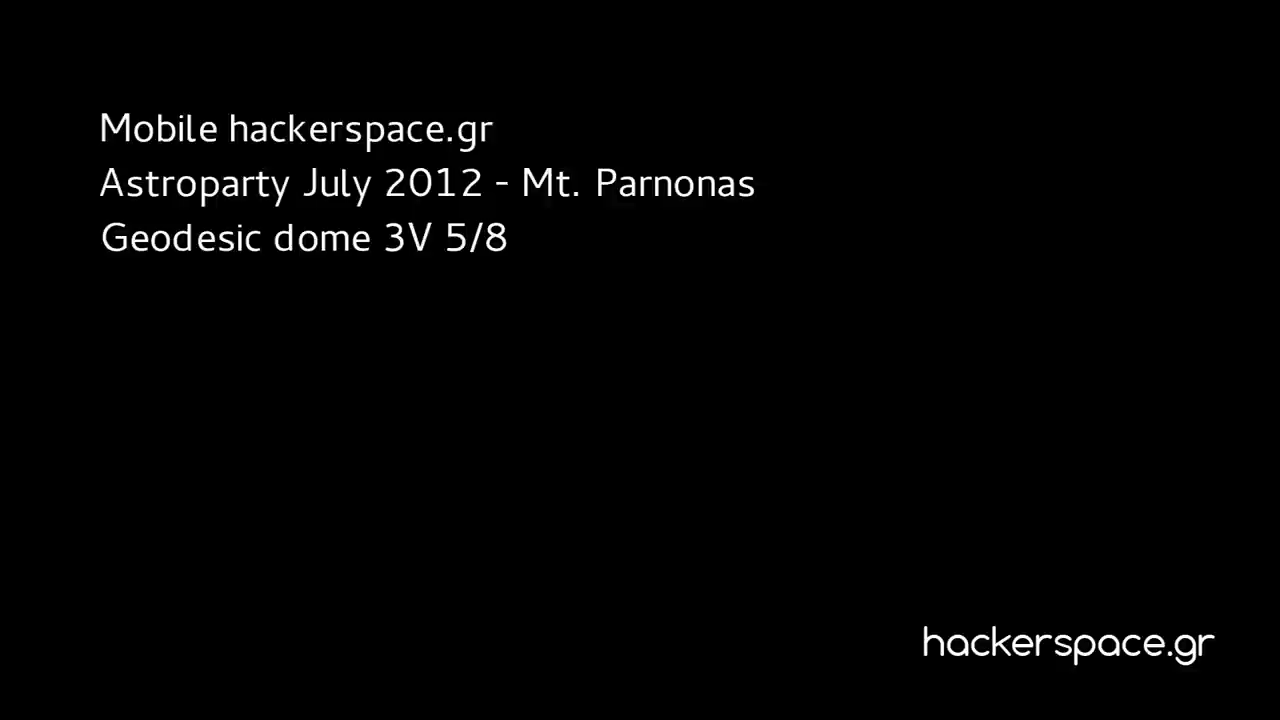 Mobile hackerspace.gr
Astroparty July 2012 - Mt. Parnonas
Geodesic dome 3V 5/8
hackerspace.gr